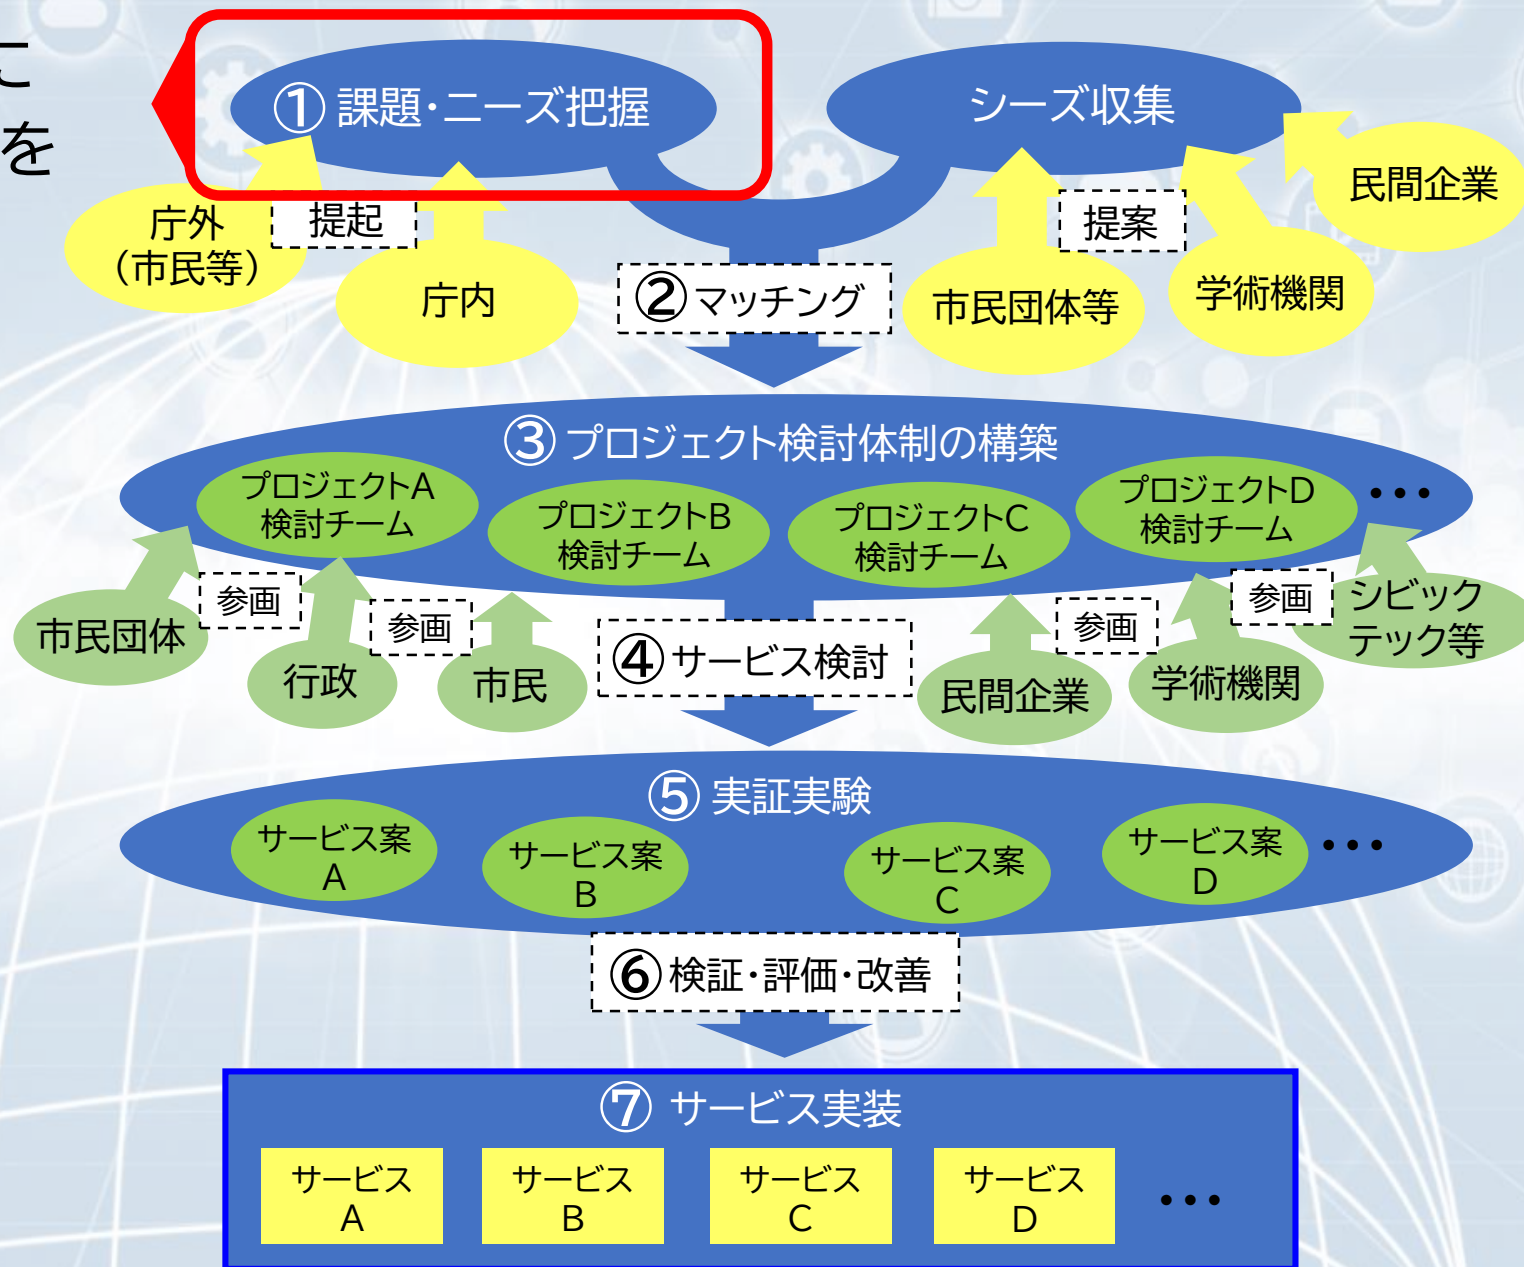 に
を
① 課題・ニーズ把握
シーズ収集
庁外
（市民等）
提起
庁内
② マッチング
提案
市民団体等
学術機関
民間企業
③ プロジェクト検討体制の構築
プロジェクトA
検討チーム
プロジェクトB
検討チーム
プロジェクトC
検討チーム
プロジェクトD
検討チーム
・・・
市民団体
参画
行政
参画
市民
④ サービス検討
民間企業
参画
学術機関
参画
シビック
テック等
⑤ 実証実験
サービス案
A
サービス案
B
サービス案
C
サービス案
D
・・・
⑥ 検証・評価・改善
⑦ サービス実装
サービス
A
サービス
B
サービス
C
サービス
D
・・・